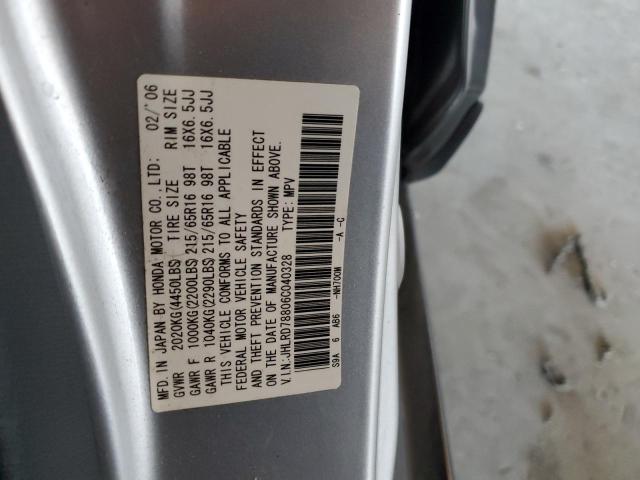 MFD. IN JAPAN BY HONDA MOTOR CO., LTD: 02/'06
GVWR 2020KG(4450LBS) TIRE SIZE RIM SIZE
GAWR F 1000KG(2200LBS) 215/65R16 98T 16X6.5JJ
GAWR R 1040KG(2290LBS) 215/65R16 98T 16X6.5JJ
THIS VEHICLE CONFORMS TO ALL APPLICABLE
FEDERAL MOTOR VEHICLE SAFETY
AND THEFT PREVENTION STANDARDS IN EFFECT
ON THE DATE OF MANUFACTURE SHOWN ABOVE.
V.I.N:JHLRD78806C040328 TYPE: MPV
S9A 6 AB6 -NH700M -A -C